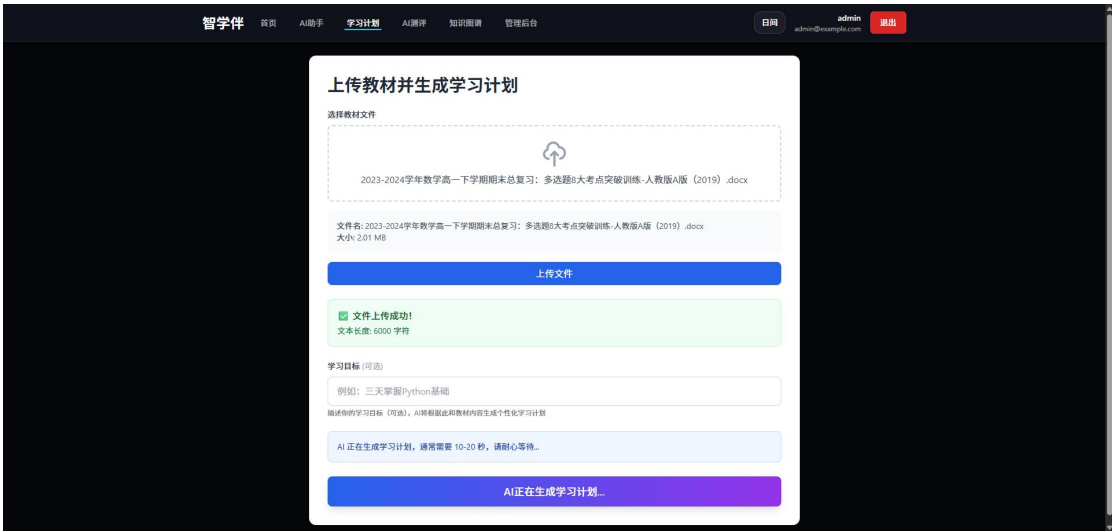 智学伴 首页 AI助手 学习计划 AI测评 知识图谱 管理后台 日间 admin 退出
admin@example.com
上传教材并生成学习计划
选择教材文件
2023-2024学年数学高一下学期期末总复习：多选题8大考点突破训练-人教版A版（2019）.docx
文件名: 2023-2024学年数学高一下学期期末总复习：多选题8大考点突破训练-人教版A版（2019）.docx
大小: 2.01 MB
上传文件
✅ 文件上传成功！
文本长度: 6000 字符
学习目标 (可选)
例如：三天掌握Python基础
描述你的学习目标（可选），AI将根据此和教材内容生成个性化学习计划
AI 正在生成学习计划，通常需要 10-20 秒，请耐心等待...
AI正在生成学习计划...